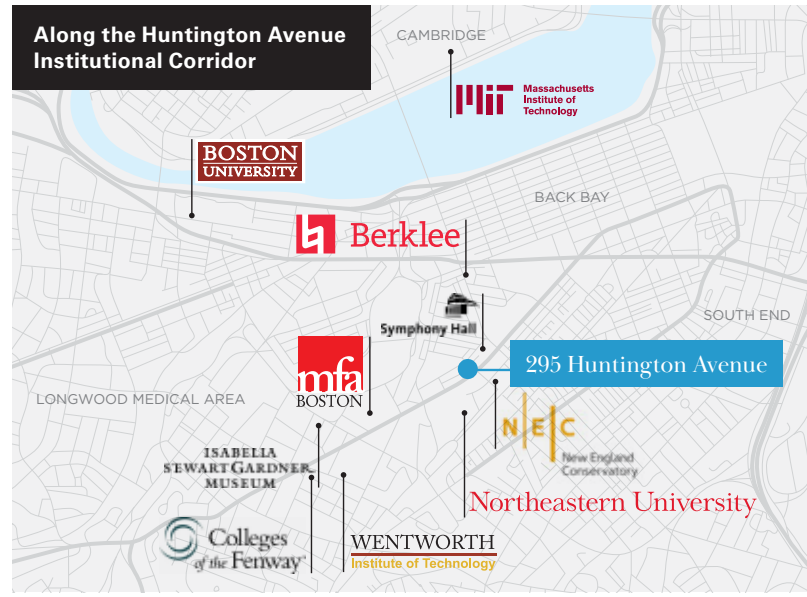 Along the Huntington Avenue
Institutional Corridor
CAMBRIDGE
MIT
Massachusetts
Institute of
Technology
BOSTON
UNIVERSITY
BACK BAY
Berklee
Symphony Hall
SOUTH END
295 Huntington Avenue
mfa
BOSTON
LONGWOOD MEDICAL AREA
N E C
New England
Conservatory
ISABELLA
STEWART GARDNER
MUSEUM
Northeastern University
Colleges
of the Fenway
WENTWORTH
Institute of Technology